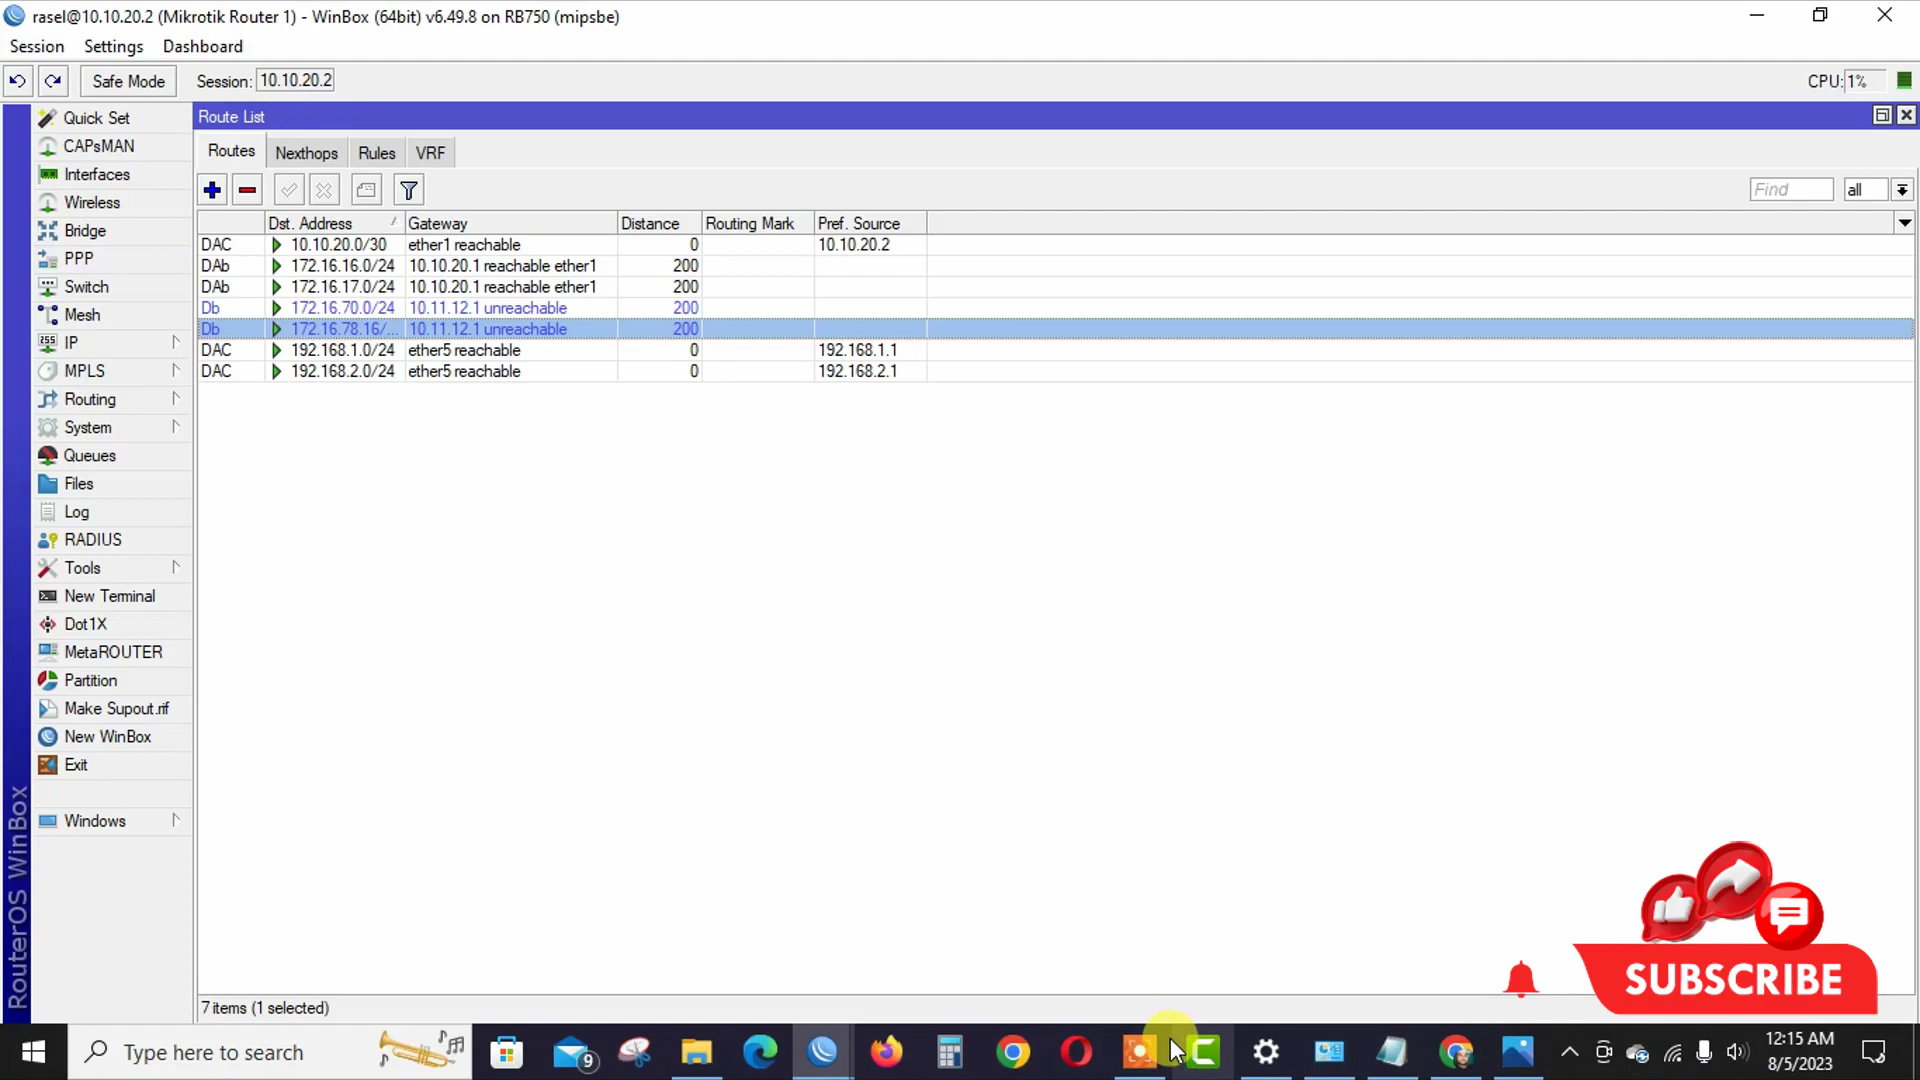 rasel@10.10.20.2 (Mikrotik Router 1) - WinBox (64bit) v6.49.8 on RB750 (mipsbe)
Session Settings Dashboard
Safe Mode Session: 10.10.20.2 CPU: 1%
Quick Set
CAPsMAN
Interfaces
Wireless
Bridge
PPP
Switch
Mesh
255
IP
MPLS
Routing
System
Queues
Files
Log
RADIUS
Tools
New Terminal
Dot1X
MetaROUTER
Partition
Make Supout.rif
New WinBox
Exit
Windows
RouterOS WinBox
Route List
Routes Nexthops Rules VRF
Find all
Dst. Address / Gateway Distance Routing Mark Pref. Source
DAC 10.10.20.0/30 ether1 reachable 0 10.10.20.2
DAb 172.16.16.0/24 10.10.20.1 reachable ether1 200
DAb 172.16.17.0/24 10.10.20.1 reachable ether1 200
Db 172.16.70.0/24 10.11.12.1 unreachable 200
Db 172.16.78.16/... 10.11.12.1 unreachable 200
DAC 192.168.1.0/24 ether5 reachable 0 192.168.1.1
DAC 192.168.2.0/24 ether5 reachable 0 192.168.2.1
7 items (1 selected)
SUBSCRIBE
Type here to search
9
12:15 AM
8/5/2023